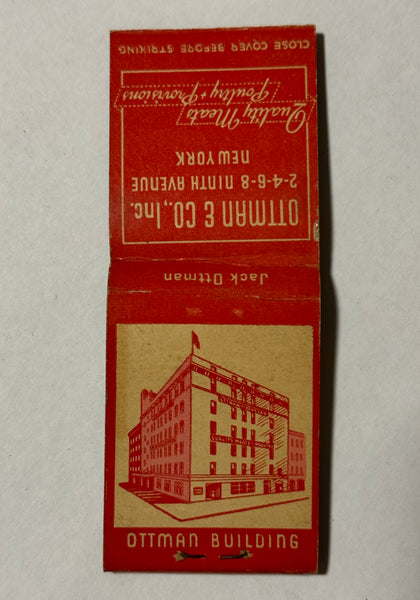 CLOSE COVER BEFORE STRIKING
Quality Meats
Poultry + Provisions
OTTMAN & CO., Inc.
2-4-6-8 NINTH AVENUE
NEW YORK
Jack Ottman
OTTMAN BUILDING